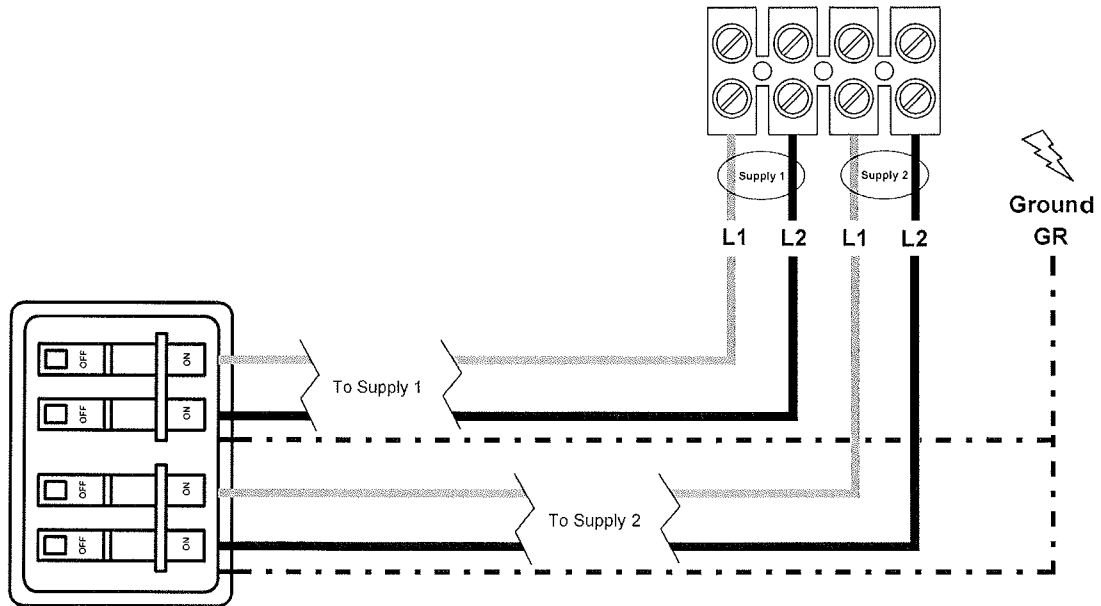 Supply 1
Supply 2
L1
L2
L1
L2
Ground
GR
OFF
ON
To Supply 1
OFF
ON
OFF
ON
To Supply 2
OFF
ON